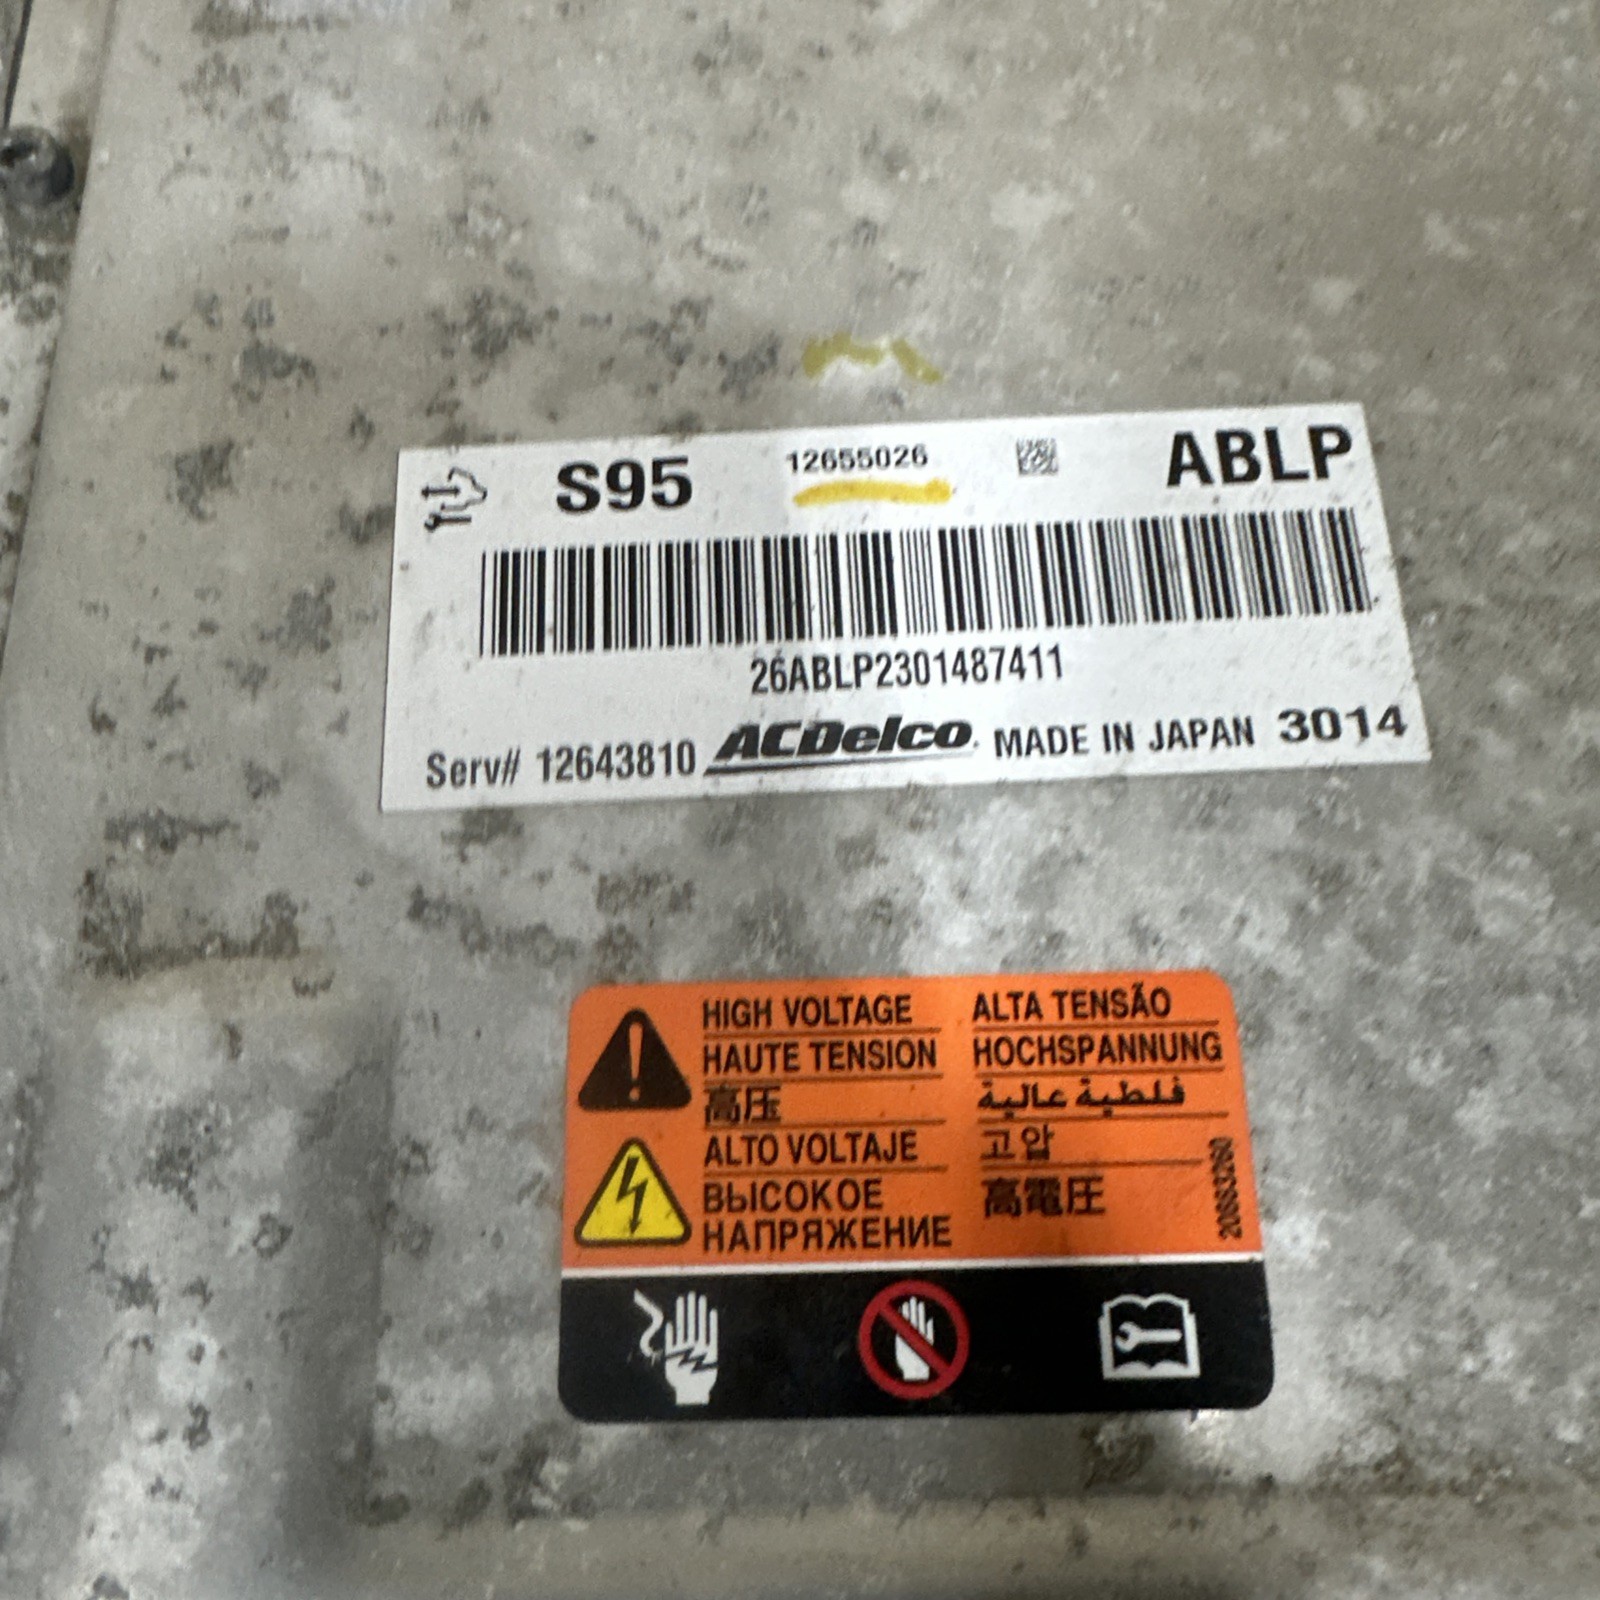 S95 12655026 ABLP
26ABLP2301487411
Serv# 12643810 ACDelco. MADE IN JAPAN 3014
HIGH VOLTAGE
HAUTE TENSION
高压
ALTO VOLTAJE
ВЫСОКОЕ
НАПРЯЖЕНИЕ
ALTA TENSÃO
HOCHSPANNUNG
فلطية عالية
고압
高電圧